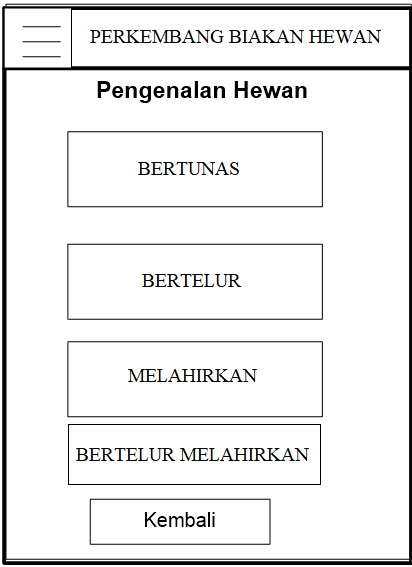 PERKEMBANG BIAKAN HEWAN
Pengenalan Hewan
BERTUNAS
BERTELUR
MELAHIRKAN
BERTELUR MELAHIRKAN
Kembali